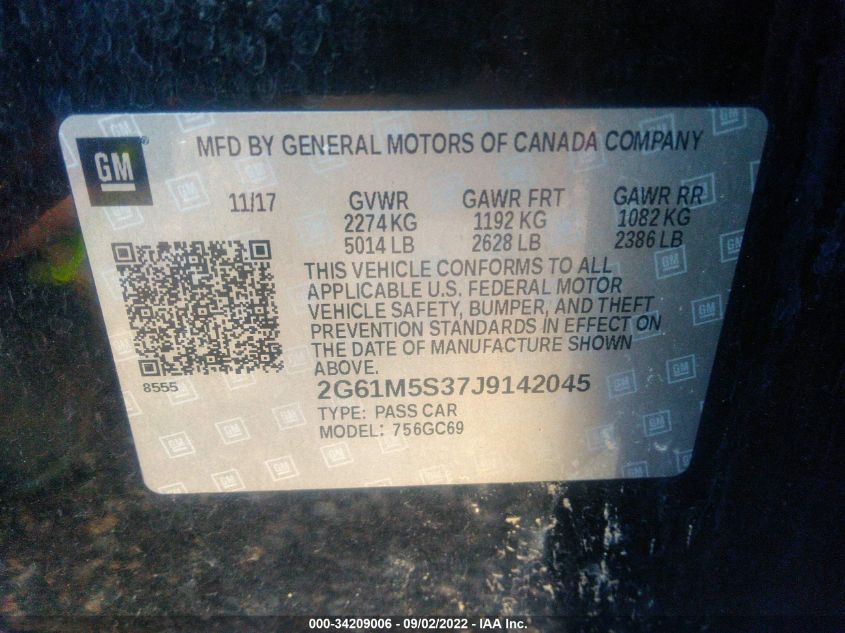 GM ® MFD BY GENERAL MOTORS OF CANADA COMPANY
11/17 GVWR GAWR FRT GAWR RR
2274 KG 1192 KG 1082 KG
5014 LB 2628 LB 2386 LB
THIS VEHICLE CONFORMS TO ALL
APPLICABLE U.S. FEDERAL MOTOR
VEHICLE SAFETY, BUMPER, AND THEFT
PREVENTION STANDARDS IN EFFECT ON
THE DATE OF MANUFACTURE SHOWN
ABOVE.
8555
2G61M5S37J9142045
TYPE: PASS CAR
MODEL: 756GC69
000-34209006 - 09/02/2022 - IAA Inc.